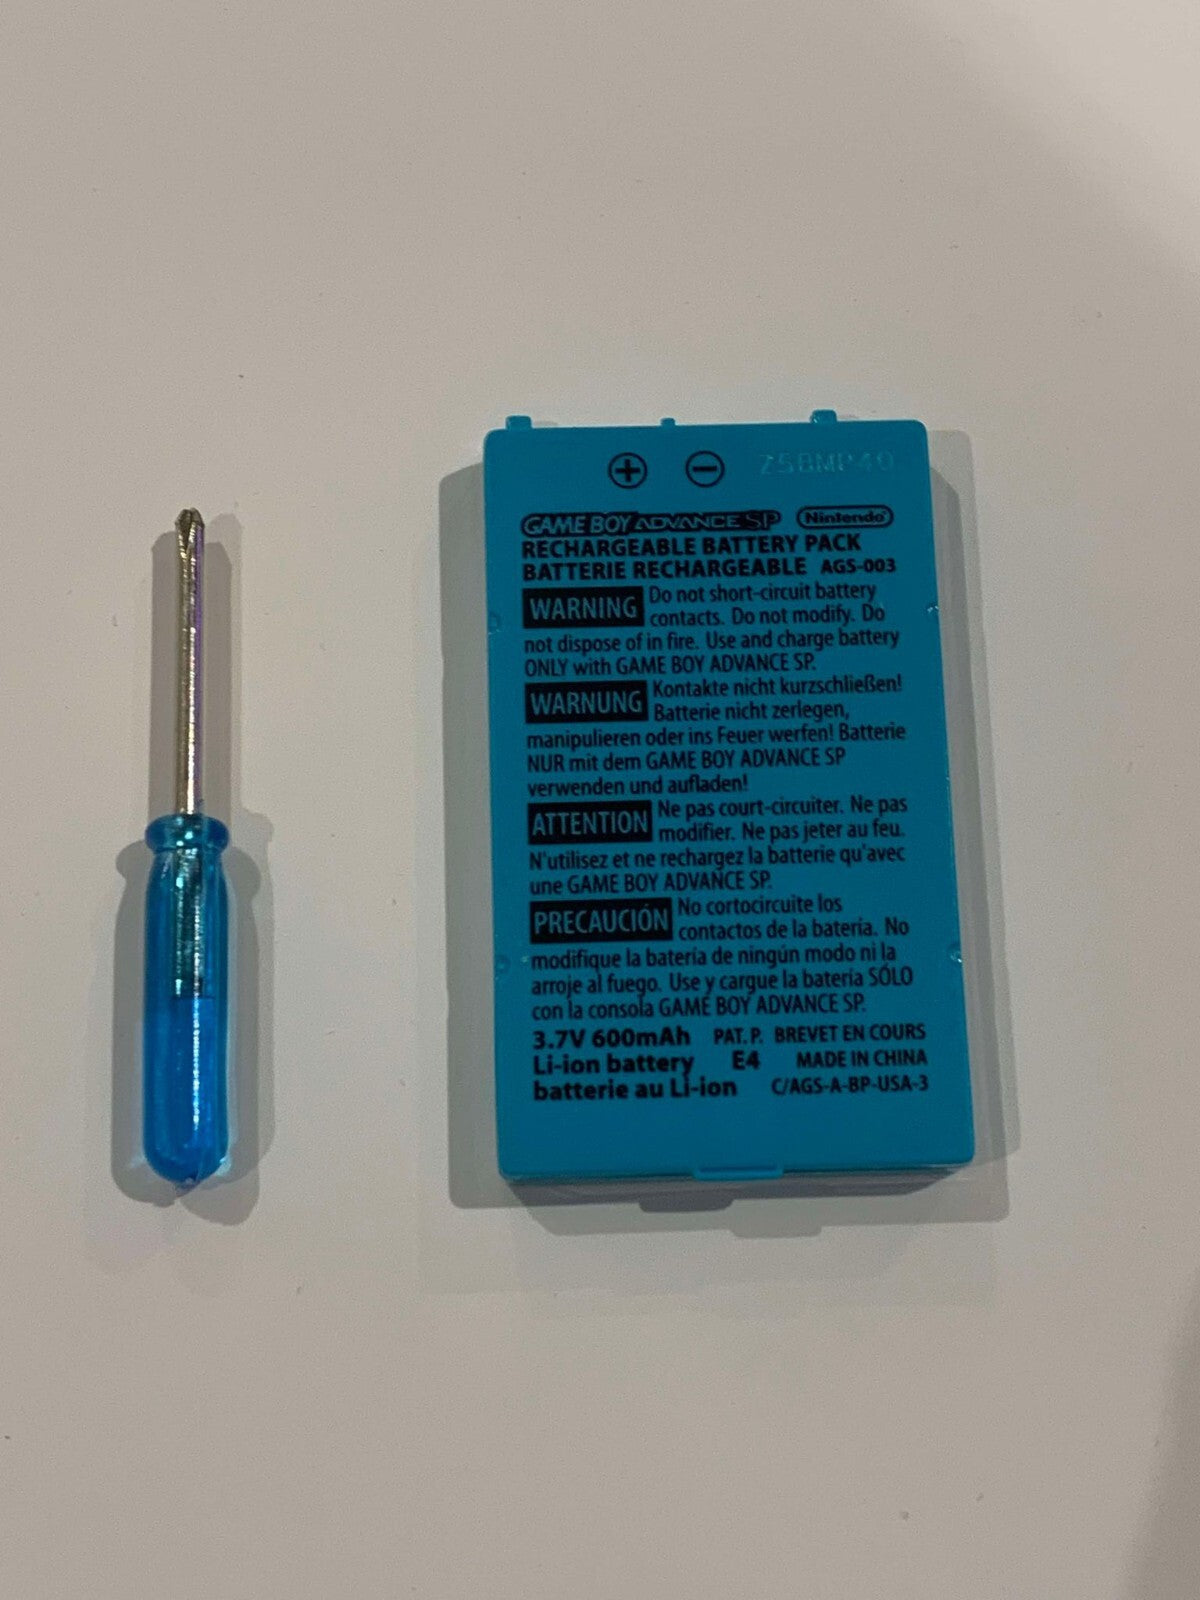 + − Z5BMP40
GAME BOY ADVANCE SP Nintendo
RECHARGEABLE BATTERY PACK
BATTERIE RECHARGEABLE AGS-003
WARNING Do not short-circuit battery
contacts. Do not modify. Do
not dispose of in fire. Use and charge battery
ONLY with GAME BOY ADVANCE SP.
WARNUNG Kontakte nicht kurzschließen!
Batterie nicht zerlegen,
manipulieren oder ins Feuer werfen! Batterie
NUR mit dem GAME BOY ADVANCE SP
verwenden und aufladen!
ATTENTION Ne pas court-circuiter. Ne pas
modifier. Ne pas jeter au feu.
N'utilisez et ne rechargez la batterie qu'avec
une GAME BOY ADVANCE SP.
PRECAUCIÓN No cortocircuite los
contactos de la batería. No
modifique la batería de ningún modo ni la
arroje al fuego. Use y cargue la batería SÓLO
con la consola GAME BOY ADVANCE SP.
3.7V 600mAh PAT. P. BREVET EN COURS
Li-ion battery E4 MADE IN CHINA
batterie au Li-ion C/AGS-A-BP-USA-3